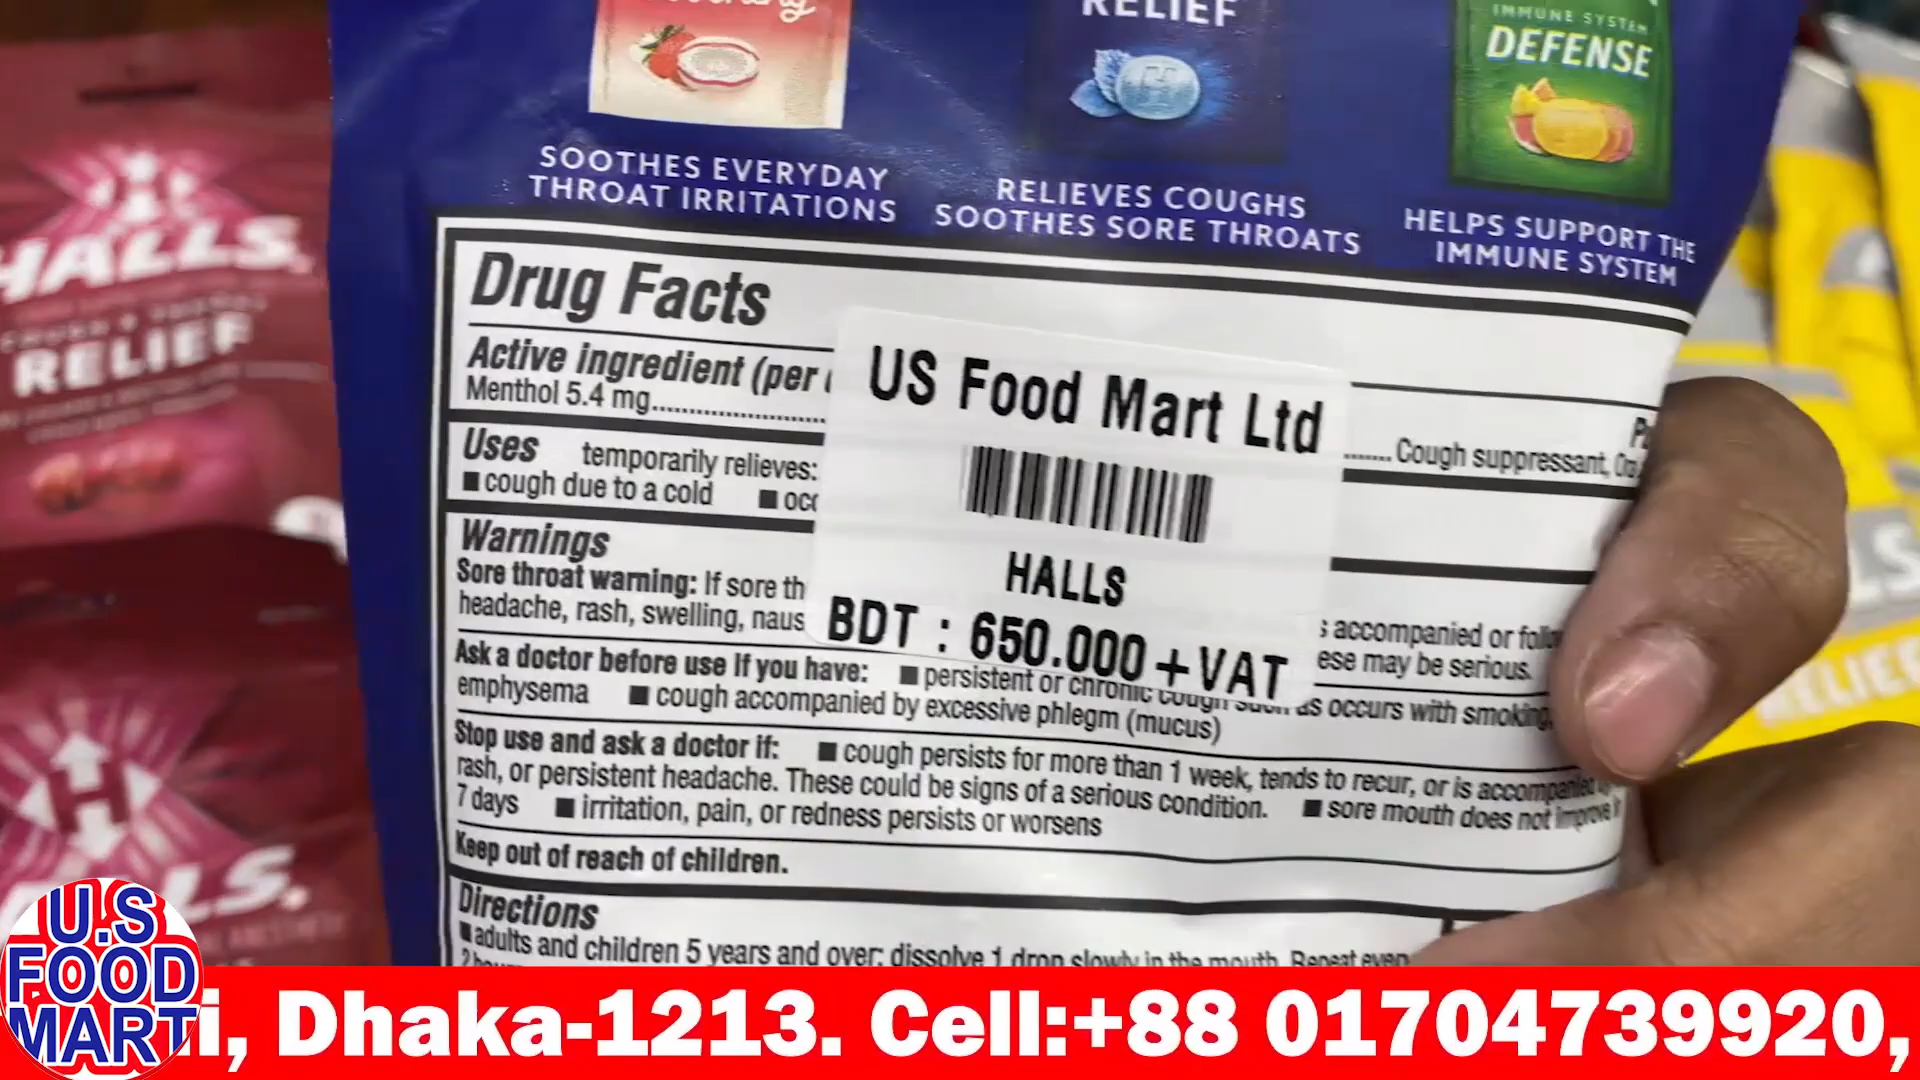 RELIEF
IMMUNE SYSTEM
DEFENSE
SOOTHES EVERYDAY
THROAT IRRITATIONS
RELIEVES COUGHS
SOOTHES SORE THROATS
HELPS SUPPORT THE
IMMUNE SYSTEM
HALLS
RELIEF
Drug Facts
Active ingredient (per
Menthol 5.4 mg
Cough suppressant,
Uses temporarily relieves:
■ cough due to a cold ■
Warnings
Sore throat warning: If sore
headache, rash, swelling,
accompanied or
may be serious.
US Food Mart Ltd
HALLS
BDT : 650.000+VAT
Ask a doctor before use if you have: ■ persistent or chronic cough such as occurs with smoking,
emphysema ■ cough accompanied by excessive phlegm (mucus)
Stop use and ask a doctor if: ■ cough persists for more than 1 week, tends to recur, or is accompanied
rash, or persistent headache. These could be signs of a serious condition. ■ sore mouth does not improve
7 days ■ irritation, pain, or redness persists or worsens
Keep out of reach of children.
Directions
■ adults and children 5 years and over: dissolve 1 drop slowly in the mouth. Repeat every
RELIEF
U.S
FOOD
MART
i, Dhaka-1213. Cell:+88 01704739920,